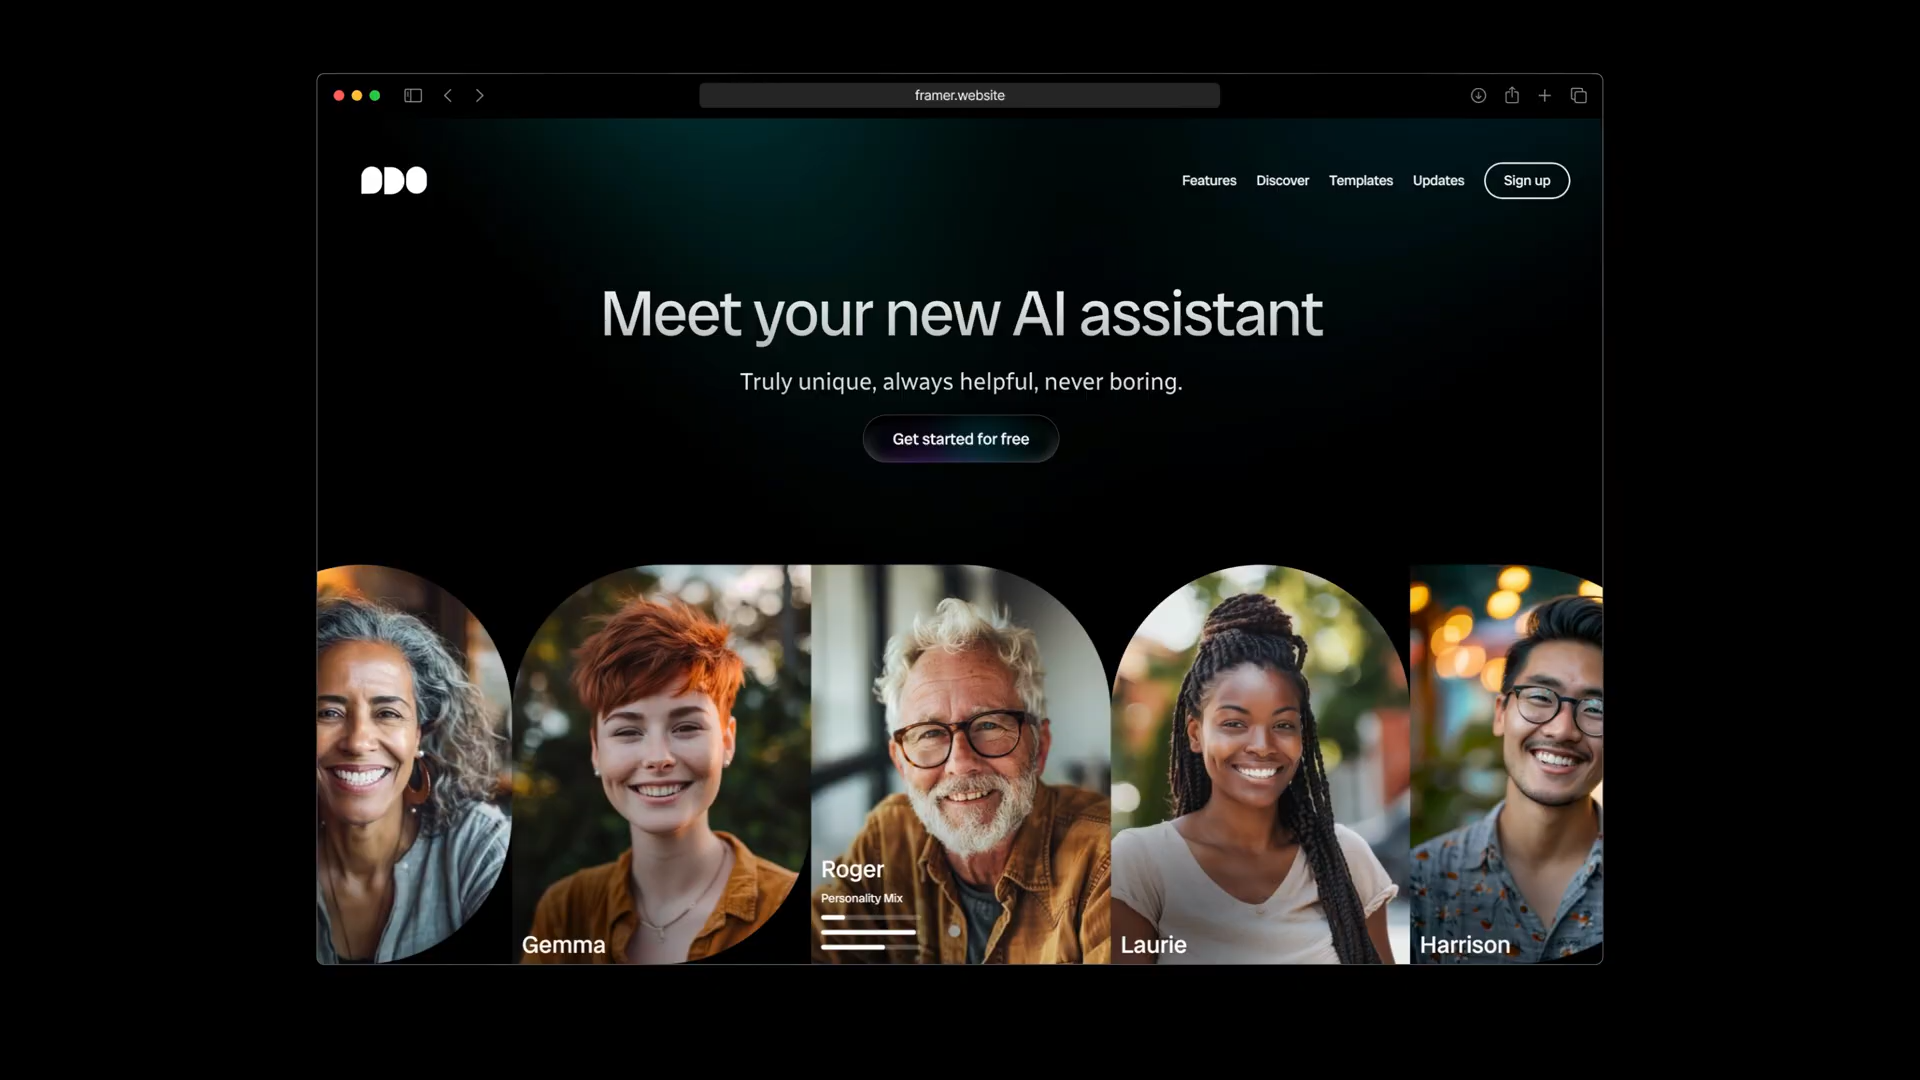 framer.website
Features Discover Templates Updates Sign up
Meet your new AI assistant
Truly unique, always helpful, never boring.
Get started for free
Roger
Personality Mix
Gemma
Laurie
Harrison